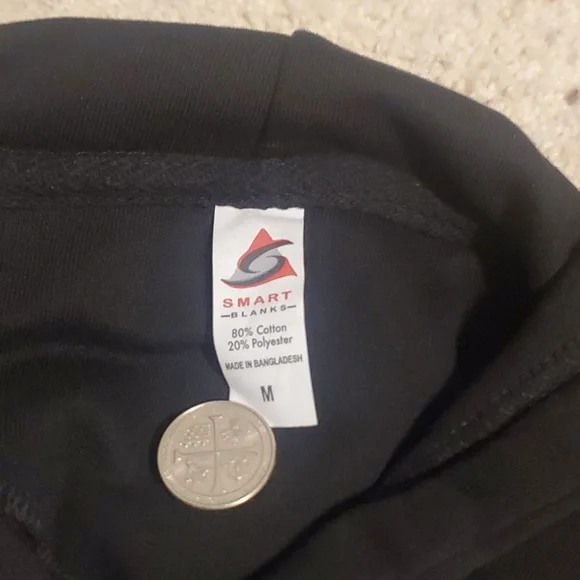 SMART
BLANKS
80% Cotton
20% Polyester
MADE IN BANGLADESH
M